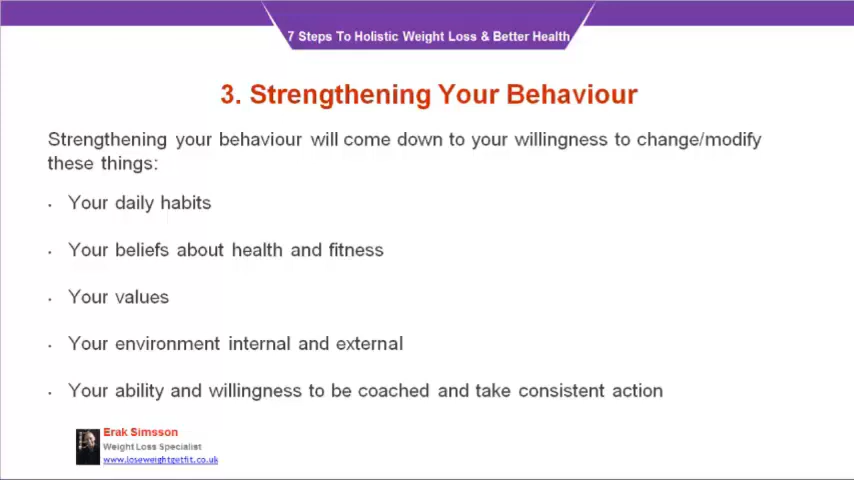 7 Steps To Holistic Weight Loss & Better Health
3. Strengthening Your Behaviour
Strengthening your behaviour will come down to your willingness to change/modify
these things:
· Your daily habits
· Your beliefs about health and fitness
· Your values
· Your environment internal and external
· Your ability and willingness to be coached and take consistent action
Erak Simsson
Weight Loss Specialist
www.loseweightgetfit.co.uk